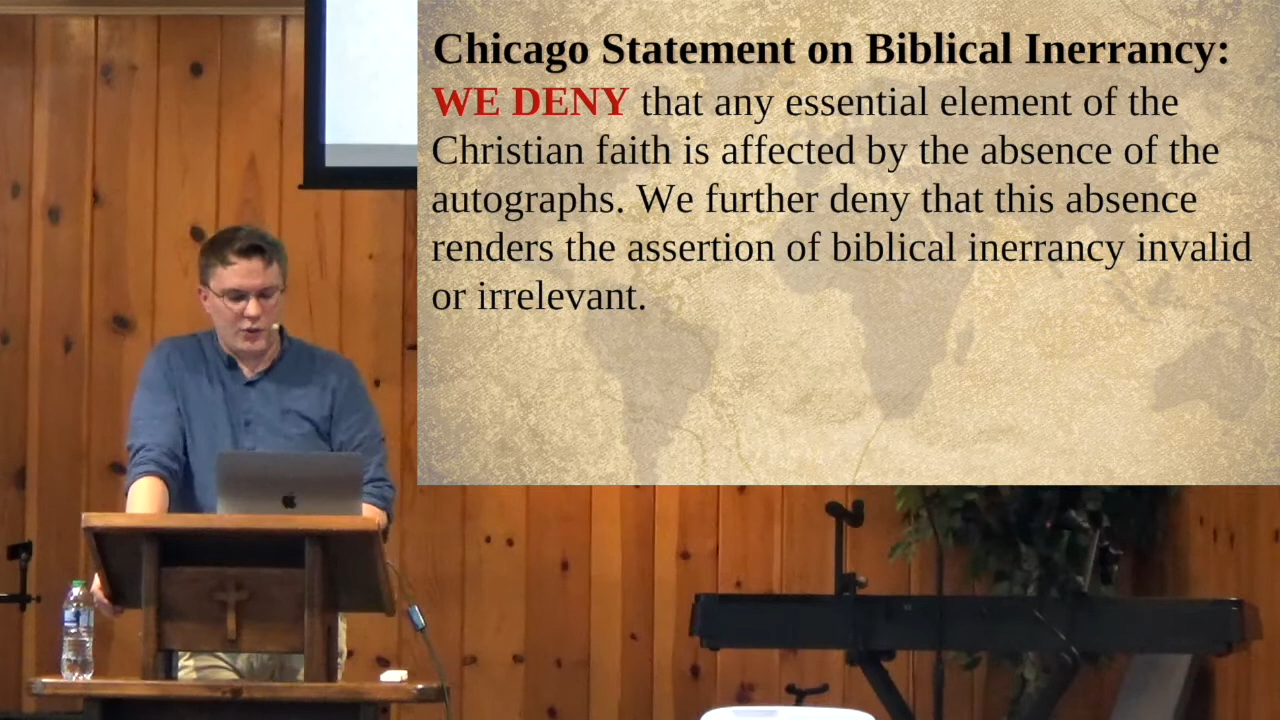 Chicago Statement on Biblical Inerrancy:
WE DENY that any essential element of the
Christian faith is affected by the absence of the
autographs. We further deny that this absence
renders the assertion of biblical inerrancy invalid
or irrelevant.